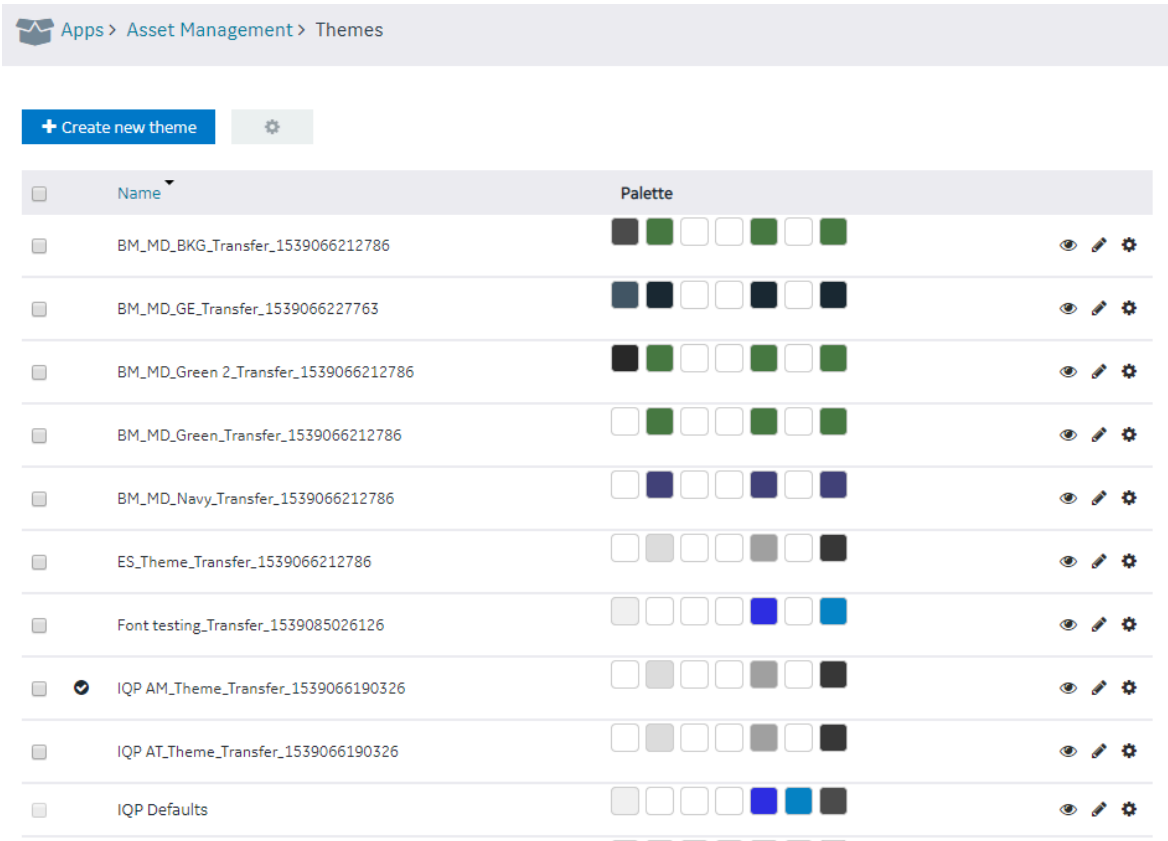 Apps > Asset Management > Themes
+ Create new theme
Name Palette
BM_MD_BKG_Transfer_1539066212786
BM_MD_GE_Transfer_1539066227763
BM_MD_Green 2_Transfer_1539066212786
BM_MD_Green_Transfer_1539066212786
BM_MD_Navy_Transfer_1539066212786
ES_Theme_Transfer_1539066212786
Font testing_Transfer_1539085026126
IQP AM_Theme_Transfer_1539066190326
IQP AT_Theme_Transfer_1539066190326
IQP Defaults